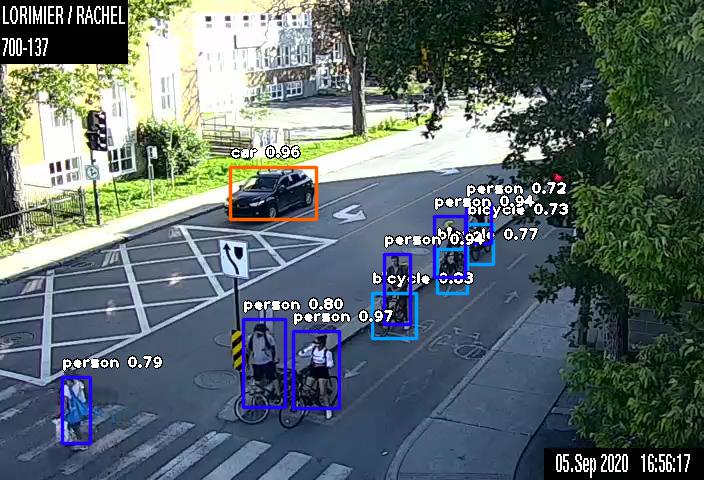 LORIMIER / RACHEL
700-137
car 0.96
person 0.72
person 0.94
bicycle 0.73
bicycle 0.77
person 0.94
bicycle 0.83
person 0.80
person 0.97
person 0.79
05.Sep 2020 16:56:17